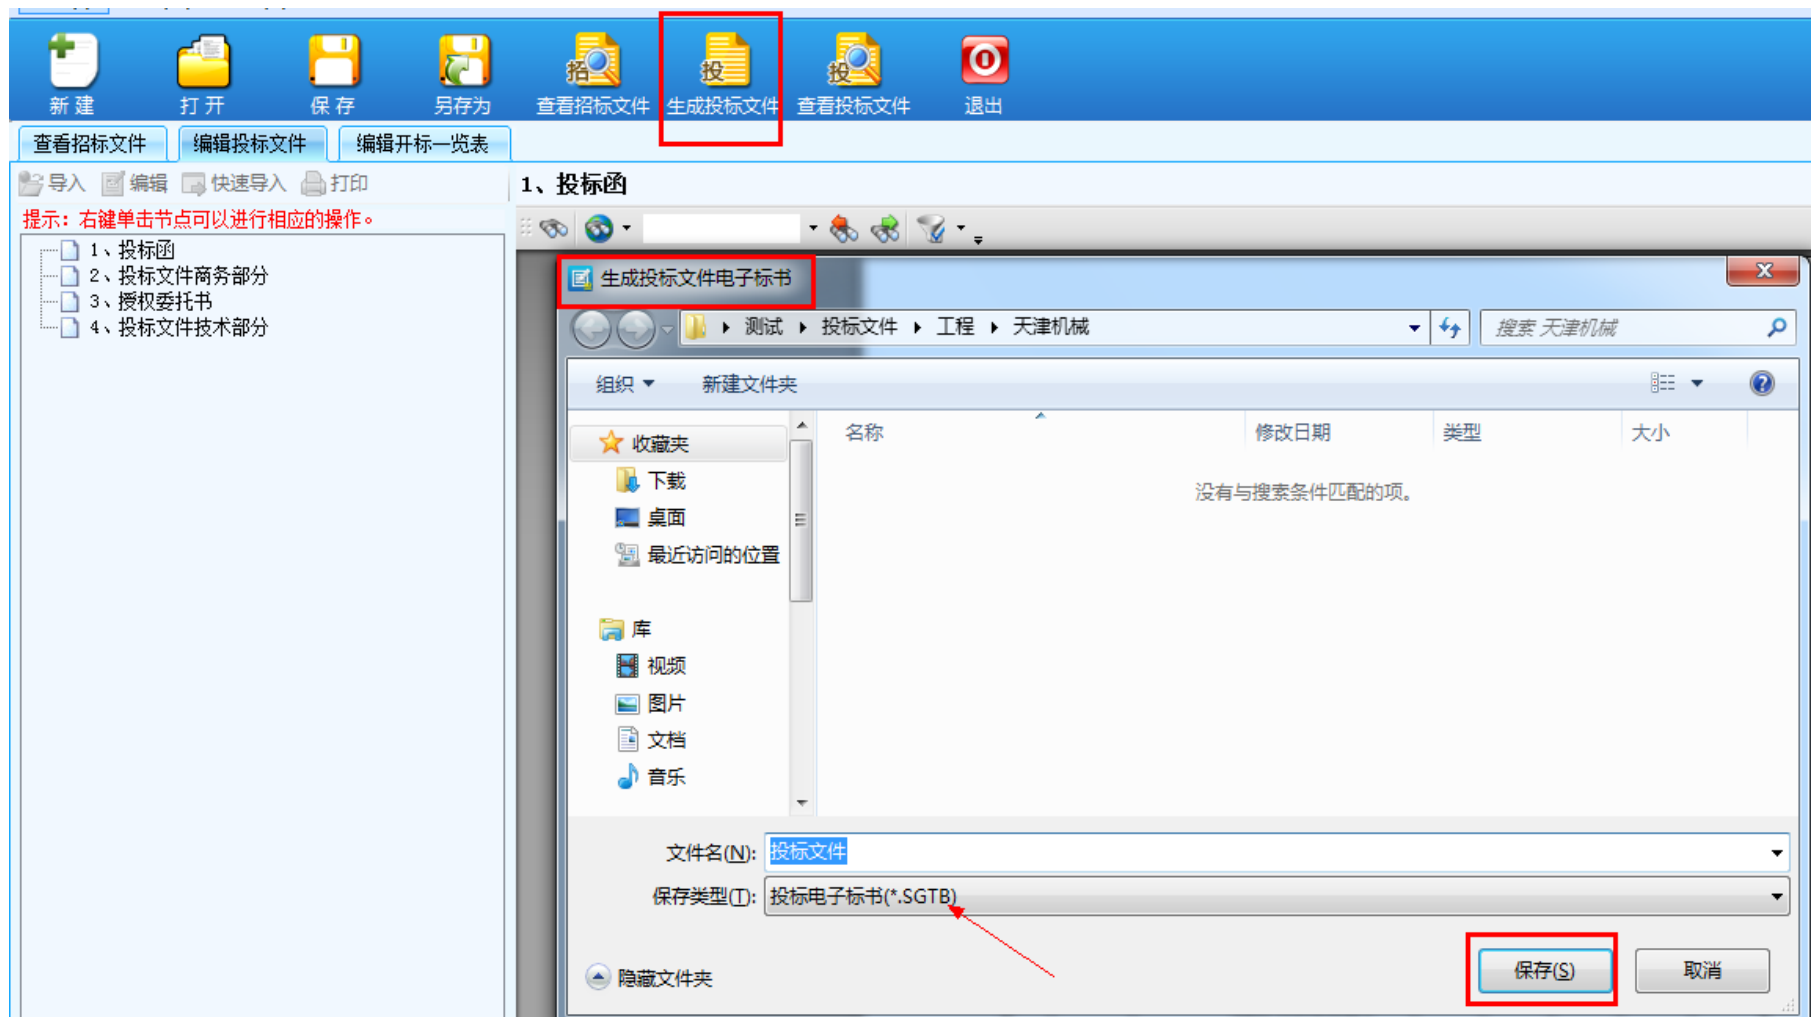 新建 打开 保存 另存为 查看招标文件 生成投标文件 查看投标文件 退出
查看招标文件 编辑投标文件 编辑开标一览表
导入 编辑 快速导入 打印
提示：右键单击节点可以进行相应的操作。
1、投标函
2、投标文件商务部分
3、授权委托书
4、投标文件技术部分
1、投标函
生成投标文件电子标书
测试 投标文件 工程 天津机械
搜索 天津机械
组织 新建文件夹
名称 修改日期 类型 大小
没有与搜索条件匹配的项。
收藏夹
下载
桌面
最近访问的位置
库
视频
图片
文档
音乐
文件名(N): 投标文件
保存类型(T): 投标电子标书(*.SGTB)
隐藏文件夹
保存(S) 取消